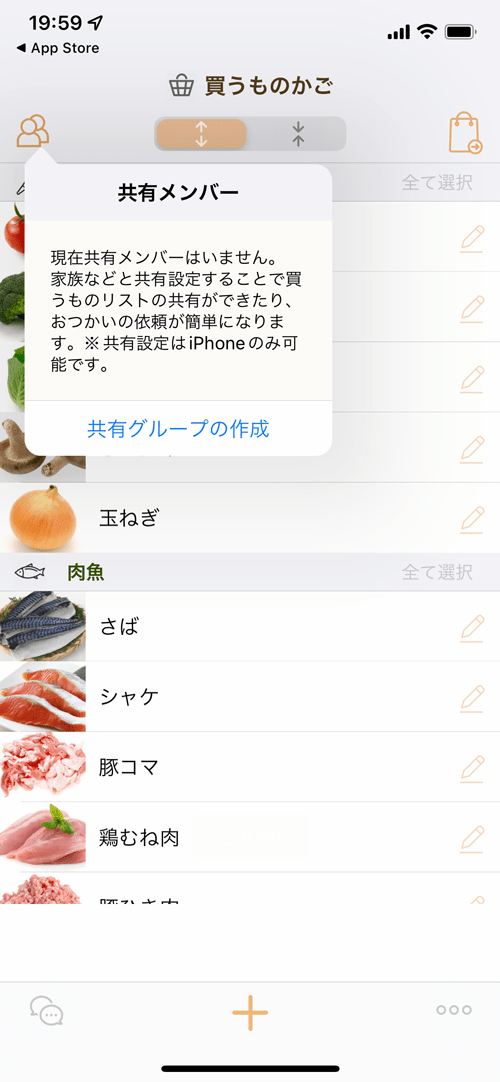 19:59
◀ App Store
買うものかご
全て選択
共有メンバー
現在共有メンバーはいません。
家族などと共有設定することで買
うものリストの共有ができたり、
おつかいの依頼が簡単になりま
す。※共有設定はiPhoneのみ可
能です。
共有グループの作成
玉ねぎ
肉魚
全て選択
さば
シャケ
豚コマ
鶏むね肉
豚ひき肉